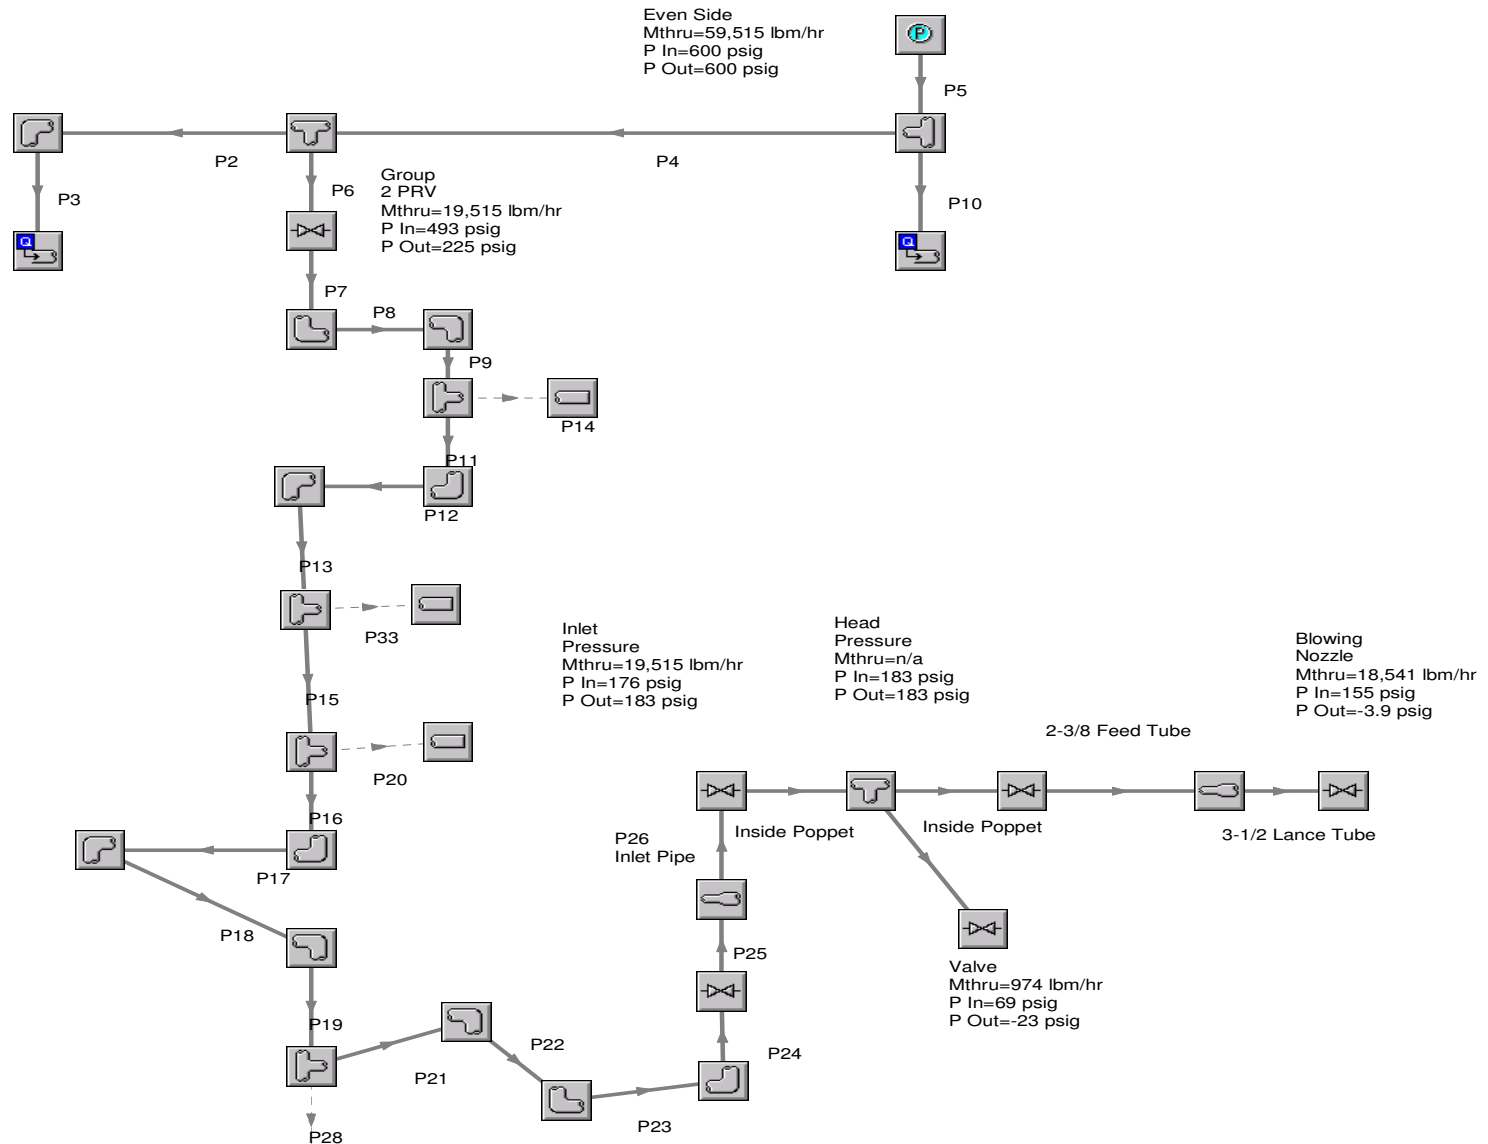 Even Side
Mthru=59,515 lbm/hr
P In=600 psig
P Out=600 psig
P
P5
P2
P4
P3
P6
Group
2 PRV
Mthru=19,515 lbm/hr
P In=493 psig
P Out=225 psig
P10
Q
Q
P7
P8
P9
P14
P11
P12
P13
P33
P15
P20
P16
P17
P18
P19
P21
P22
P23
P24
P25
P28
Inlet
Pressure
Mthru=19,515 lbm/hr
P In=176 psig
P Out=183 psig
Head
Pressure
Mthru=n/a
P In=183 psig
P Out=183 psig
Blowing
Nozzle
Mthru=18,541 lbm/hr
P In=155 psig
P Out=-3.9 psig
2-3/8 Feed Tube
P26
Inlet Pipe
Inside Poppet
Inside Poppet
3-1/2 Lance Tube
Valve
Mthru=974 lbm/hr
P In=69 psig
P Out=-23 psig